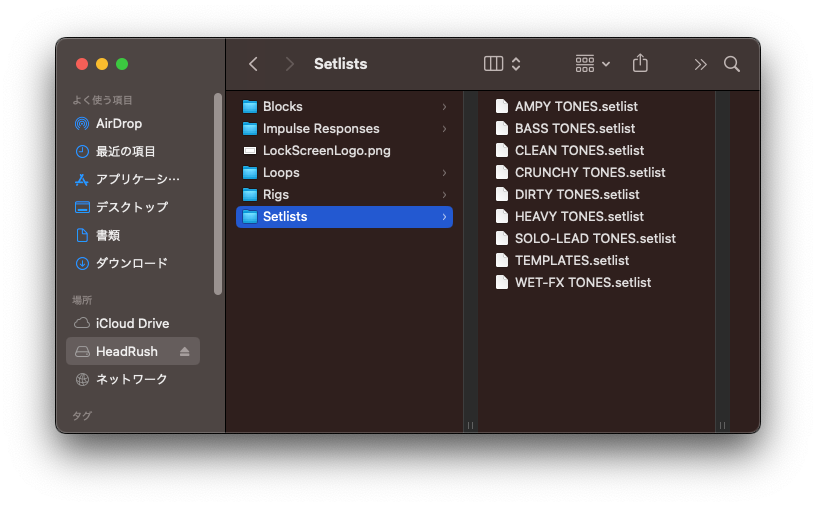 Setlists
よく使う項目
AirDrop
最近の項目
アプリケーシ…
デスクトップ
書類
ダウンロード
場所
iCloud Drive
HeadRush
ネットワーク
タグ
Blocks
Impulse Responses
LockScreenLogo.png
Loops
Rigs
Setlists
AMPY TONES.setlist
BASS TONES.setlist
CLEAN TONES.setlist
CRUNCHY TONES.setlist
DIRTY TONES.setlist
HEAVY TONES.setlist
SOLO-LEAD TONES.setlist
TEMPLATES.setlist
WET-FX TONES.setlist